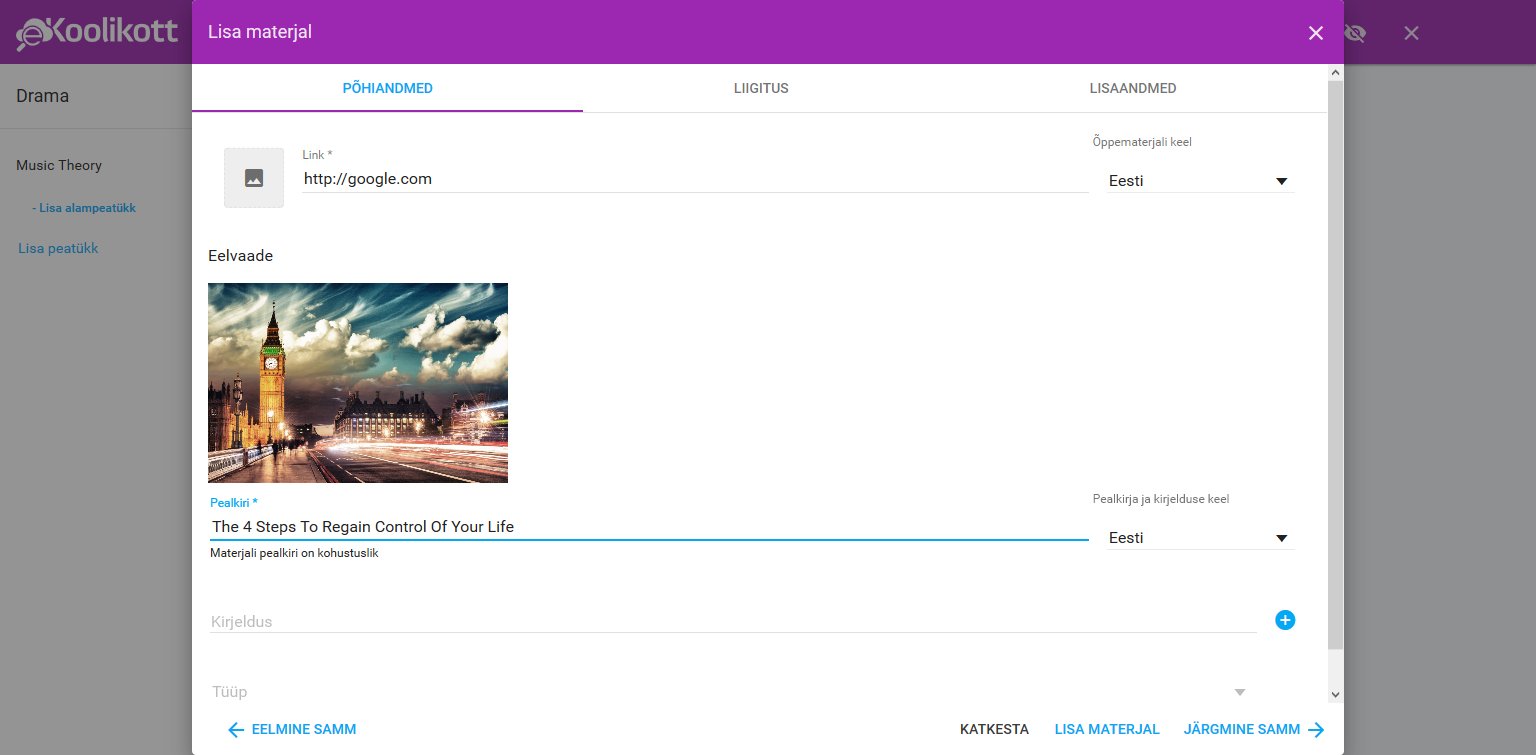 eKoolikott
Lisa materjal
Drama
Music Theory
- Lisa alampeatükk
Lisa peatükk
PÕHIANDMED
LIIGITUS
LISAANDMED
Link *
http://google.com
Õppematerjali keel
Eesti
Eelvaade
Pealkiri *
The 4 Steps To Regain Control Of Your Life
Materjali pealkiri on kohustuslik
Pealkirja ja kirjelduse keel
Eesti
Kirjeldus
Tüüp
EELMINE SAMM
KATKESTA
LISA MATERJAL
JÄRGMINE SAMM